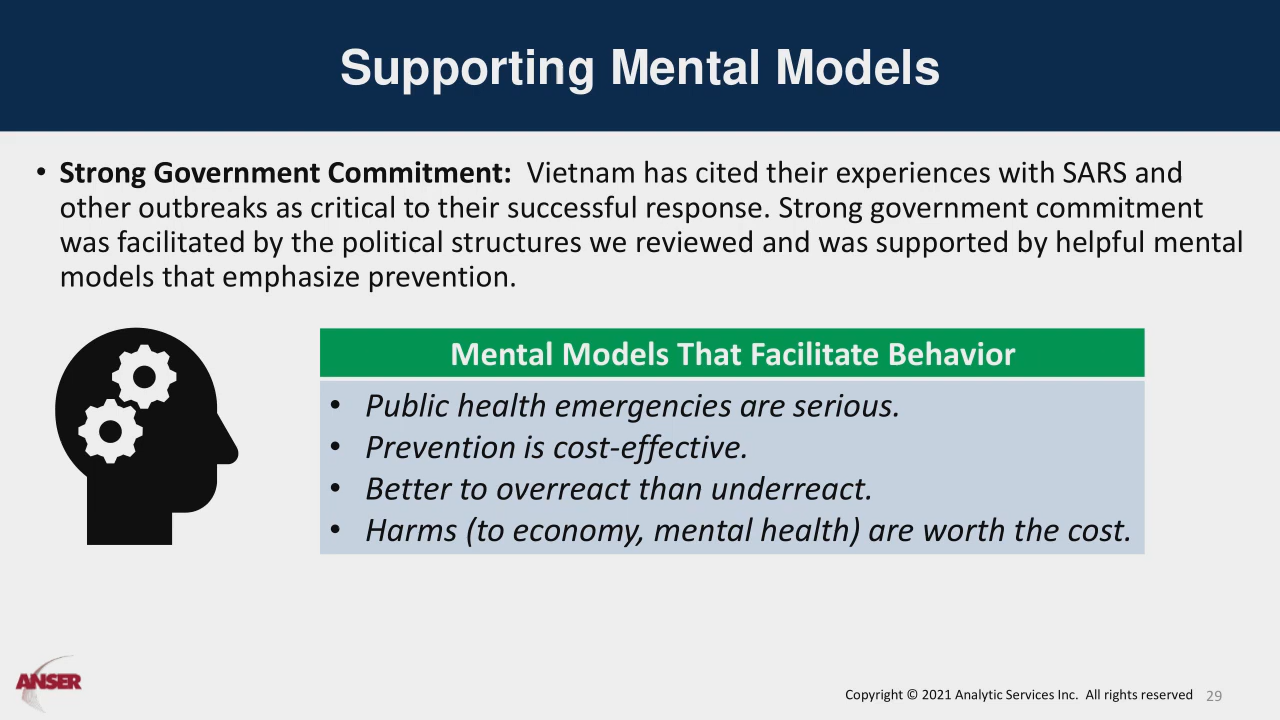 Supporting Mental Models
• Strong Government Commitment: Vietnam has cited their experiences with SARS and
other outbreaks as critical to their successful response. Strong government commitment
was facilitated by the political structures we reviewed and was supported by helpful mental
models that emphasize prevention.
Mental Models That Facilitate Behavior
• Public health emergencies are serious.
• Prevention is cost-effective.
• Better to overreact than underreact.
• Harms (to economy, mental health) are worth the cost.
ANSER
Copyright © 2021 Analytic Services Inc. All rights reserved 29